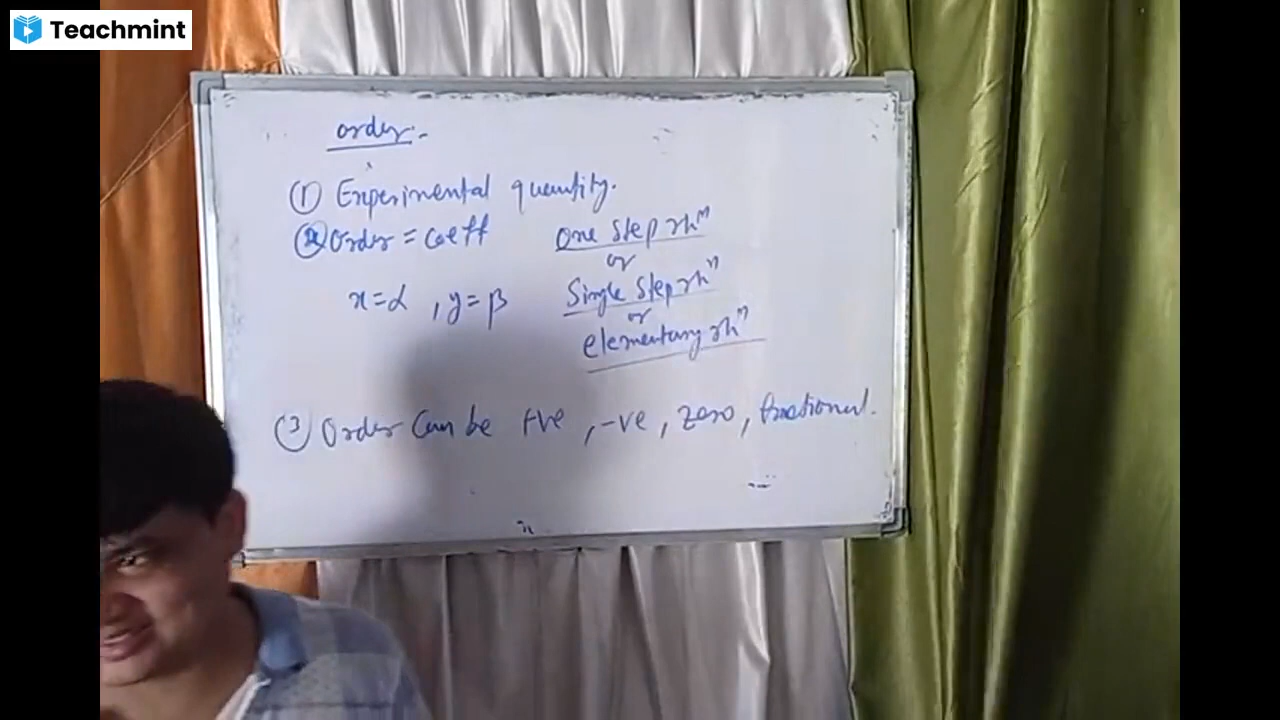 Teachmint
order:-
① Experimental quantity.
② Order = Coeff one step rxⁿ
or
x=α , y=β Single Step rxⁿ
or
elementary rxⁿ
③ Order Can be +ve , -ve , zero , fractional.